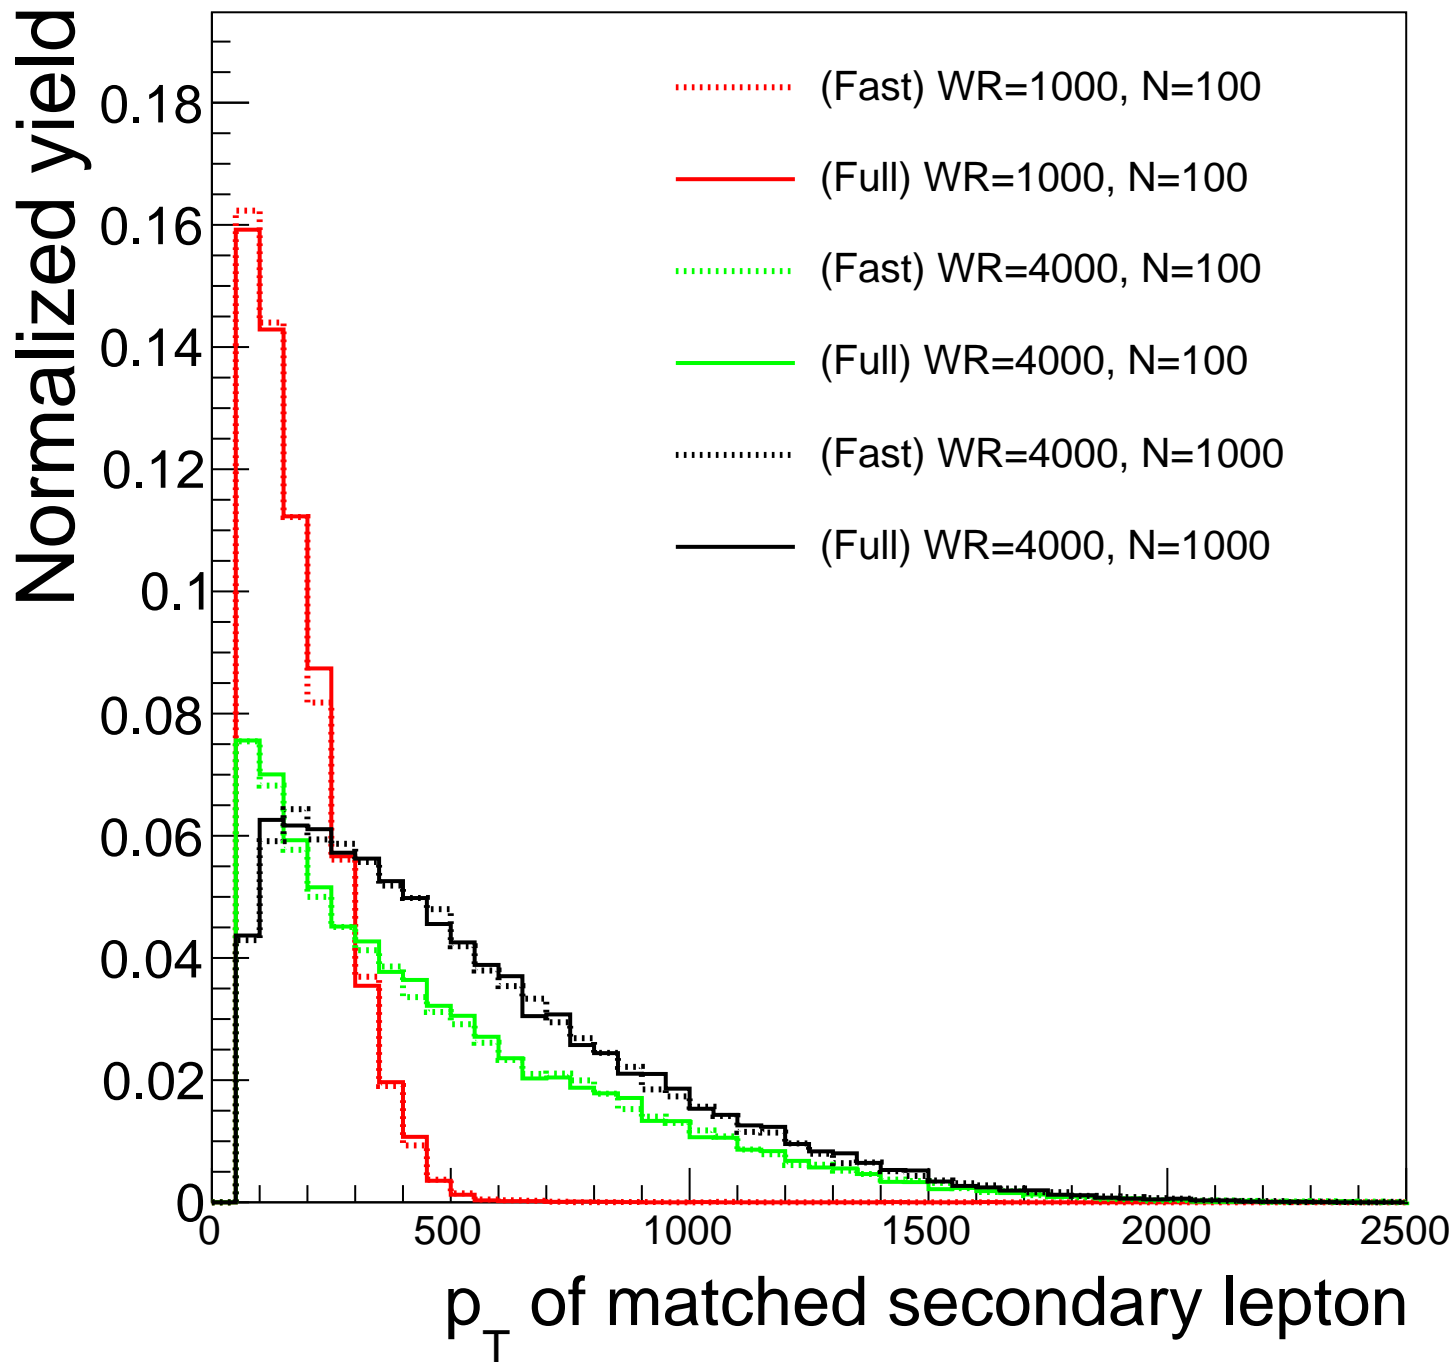 Normalized yield
0.18
0.16
0.14
0.12
0.1
0.08
0.06
0.04
0.02
0
(Fast) WR=1000, N=100
(Full) WR=1000, N=100
(Fast) WR=4000, N=100
(Full) WR=4000, N=100
(Fast) WR=4000, N=1000
(Full) WR=4000, N=1000
0 500 1000 1500 2000 2500
p_T of matched secondary lepton